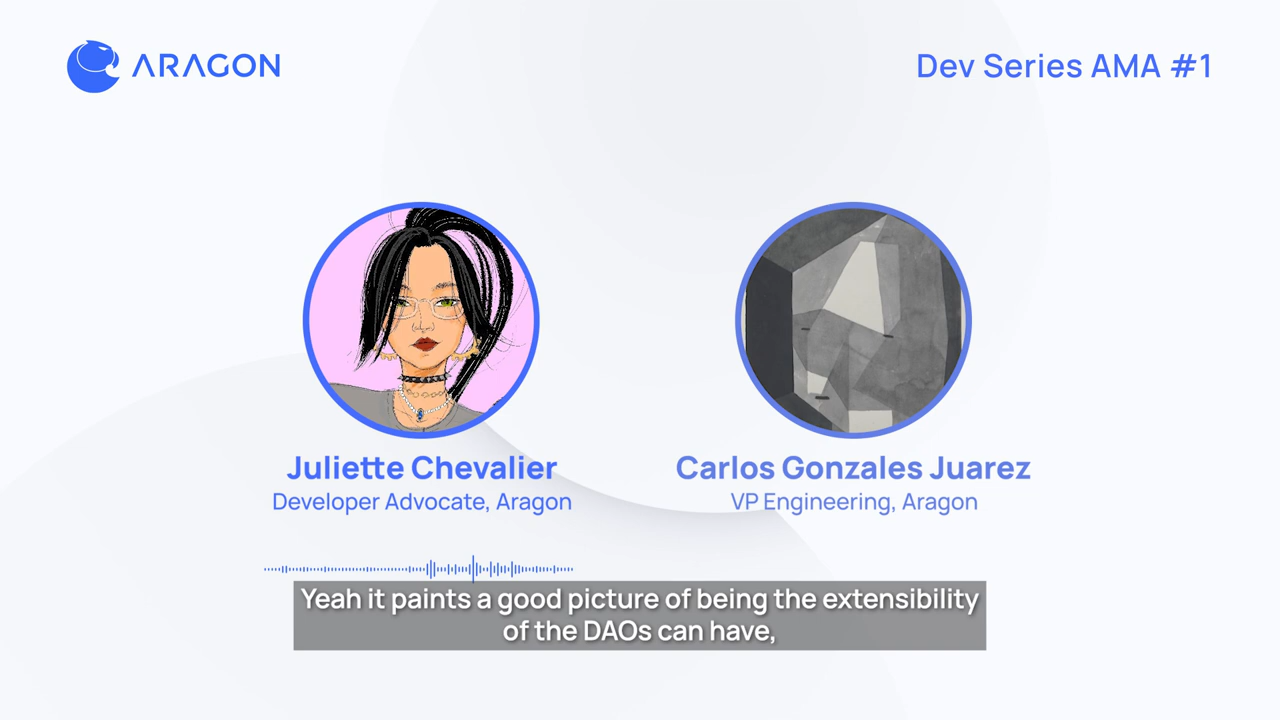 ARAGON
Dev Series AMA #1
Juliette Chevalier
Developer Advocate, Aragon
Carlos Gonzales Juarez
VP Engineering, Aragon
Yeah it paints a good picture of being the extensibility
of the DAOs can have,